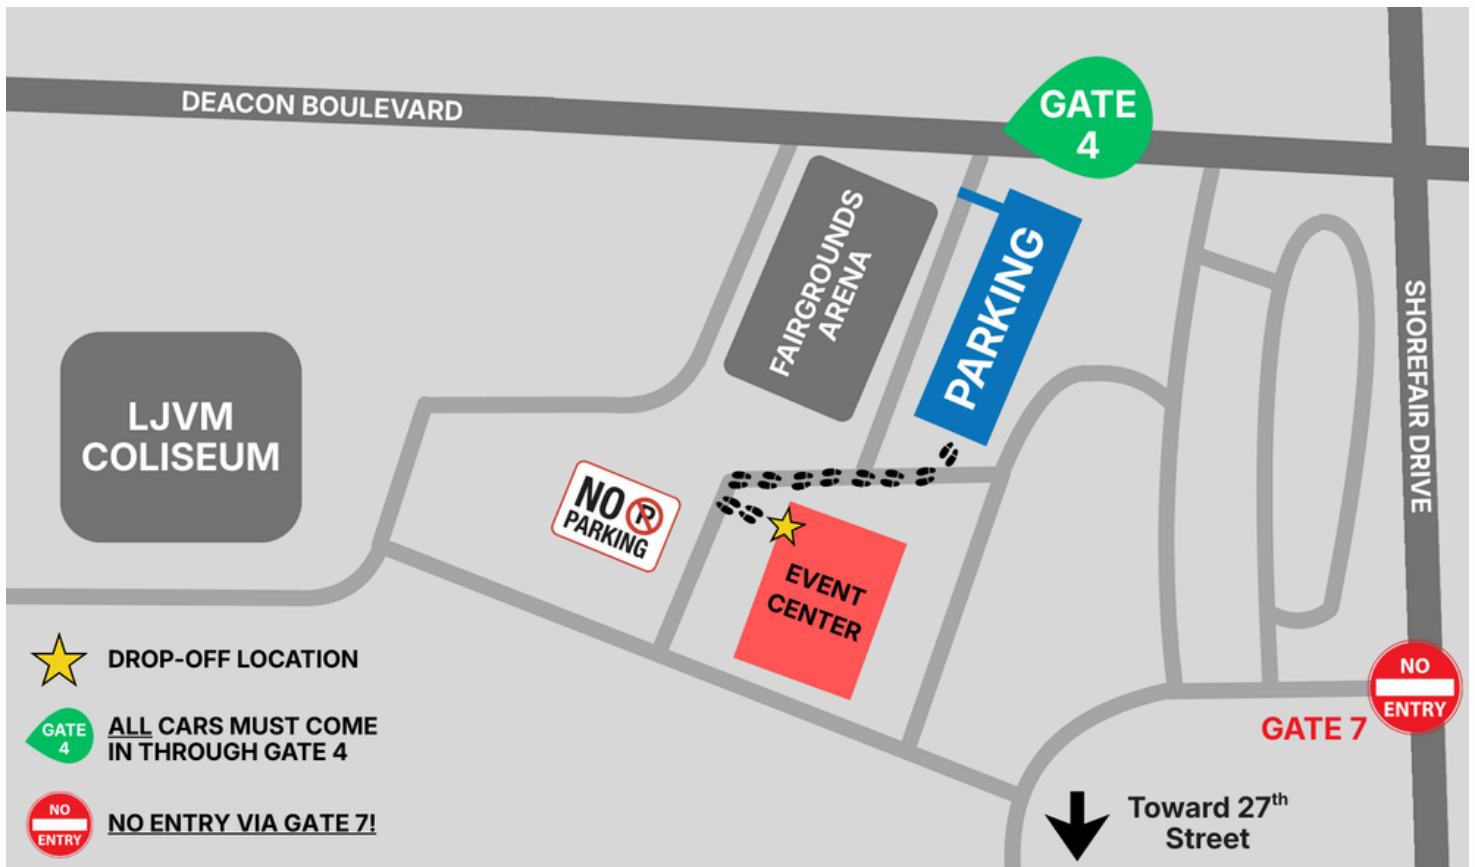 DEACON BOULEVARD
GATE
4
FAIRGROUNDS
ARENA
PARKING
SHOREFAIR DRIVE
LJVM
COLISEUM
NO P
PARKING
EVENT
CENTER
DROP-OFF LOCATION
GATE
4
ALL CARS MUST COME
IN THROUGH GATE 4
NO
ENTRY
NO ENTRY VIA GATE 7!
NO
ENTRY
GATE 7
Toward 27th
Street